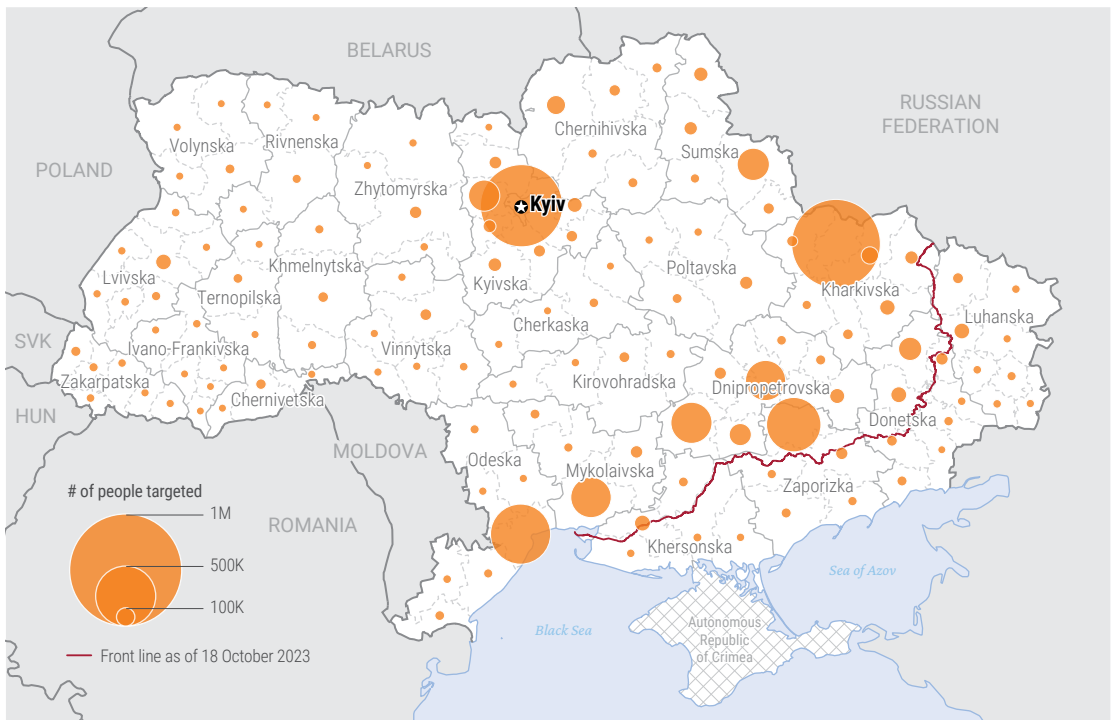 BELARUS
RUSSIAN
FEDERATION
POLAND
Volynska
Rivnenska
Zhytomyrska
Chernihivska
Sumska
Kyiv
Lvivska
Ternopilska
Khmelnytska
Kyivska
Poltavska
Kharkivska
Luhanska
SVK
Ivano-Frankivska
Zakarpatska
Chernivetska
Vinnytska
Cherkaska
Kirovohradska
Dnipropetrovska
Donetska
HUN
MOLDOVA
Odeska
Mykolaivska
Zaporizka
ROMANIA
Khersonska
Sea of Azov
Black Sea
Autonomous
Republic
of Crimea
# of people targeted
1M
500K
100K
Front line as of 18 October 2023